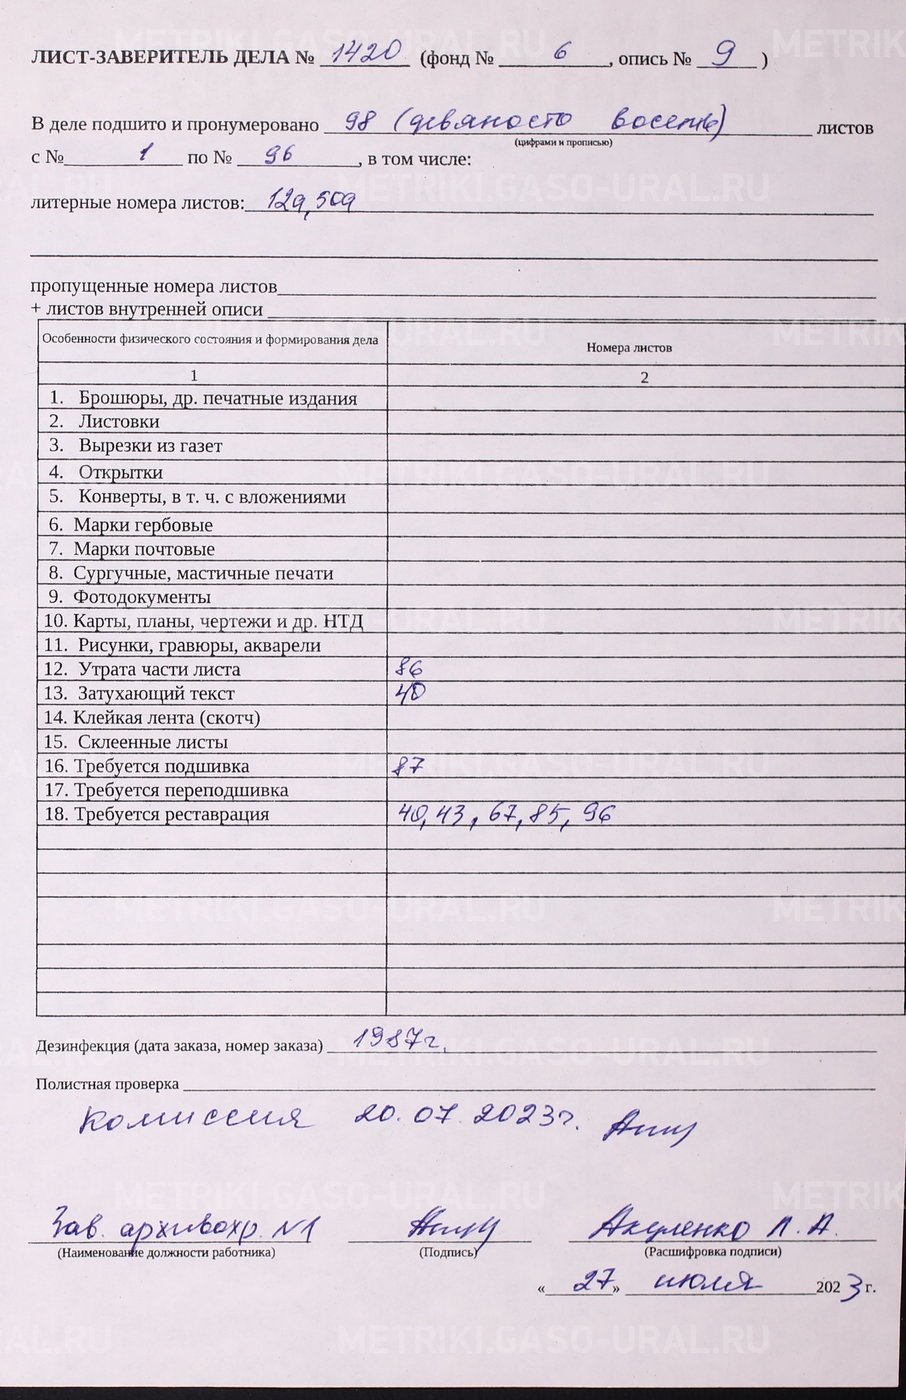 ЛИСТ-ЗАВЕРИТЕЛЬ ДЕЛА № 1420 (фонд № 6, опись № 9)
В деле подшито и пронумеровано 98 (девяносто восемь) листов
(цифрами и прописью)
с № 1 по № 96, в том числе:
литерные номера листов: 12а, 50а
пропущенные номера листов
+ листов внутренней описи
Особенности физического состояния и формирования дела Номера листов
1 2
1. Брошюры, др. печатные издания
2. Листовки
3. Вырезки из газет
4. Открытки
5. Конверты, в т. ч. с вложениями
6. Марки гербовые
7. Марки почтовые
8. Сургучные, мастичные печати
9. Фотодокументы
10. Карты, планы, чертежи и др. НТД
11. Рисунки, гравюры, акварели
12. Утрата части листа 86
13. Затухающий текст 40
14. Клейкая лента (скотч)
15. Склеенные листы
16. Требуется подшивка 87
17. Требуется переподшивка
18. Требуется реставрация 40, 43, 67, 85, 96
Дезинфекция (дата заказа, номер заказа) 1987г.
Полистная проверка
комиссия 20.07.2023г.
Зав. архивохр. №1 Акуленко Л. А.
(Наименование должности работника) (Подпись) (Расшифровка подписи)
« 27 » июля 2023 г.
METRIKI.GASO-URAL.RU